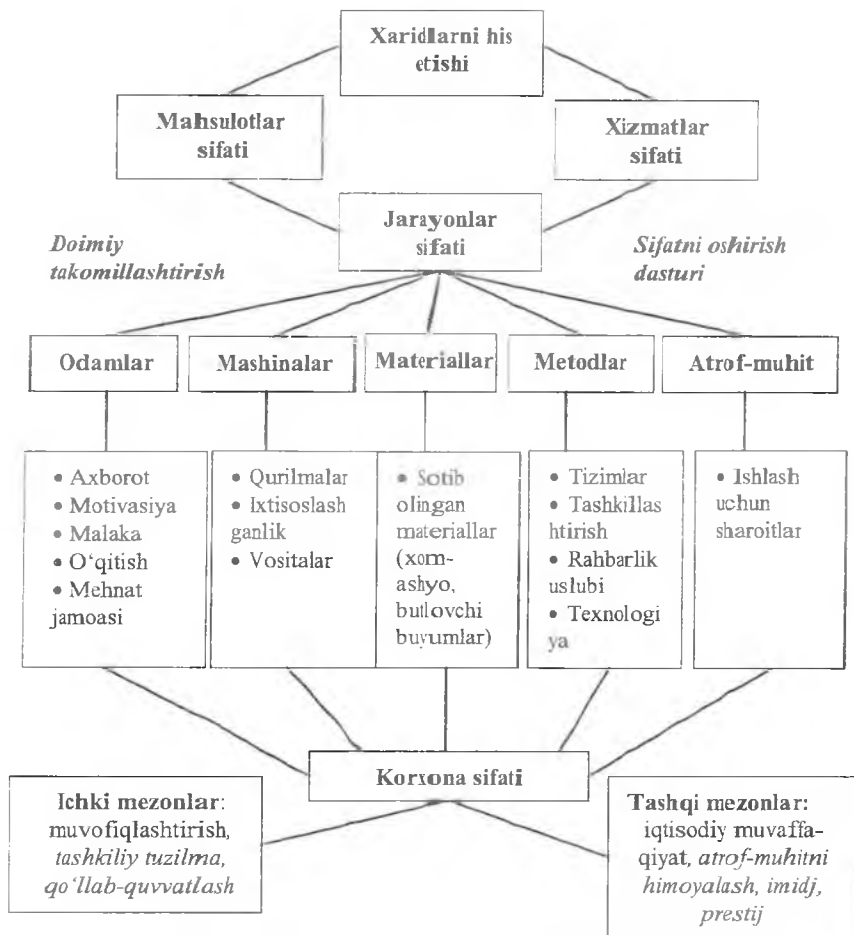 Xaridlarni his
etishi
Mahsulotlar
sifati
Xizmatlar
sifati
Jarayonlar
sifati
Doimiy
takomillashtirish
Sifatni oshirish
dasturi
Odamlar
Mashinalar
Materiallar
Metodlar
Atrof-muhit
• Axborot
• Motivasiya
• Malaka
• O‘qitish
• Mehnat
jamoasi
• Qurilmalar
• Ixtisoslash
ganlik
• Vositalar
• Sotib
olingan
materiallar
(xom-
ashyo,
butlovchi
buyumlar)
• Tizimlar
• Tashkillas
htirish
• Rahbarlik
uslubi
• Texnologi
ya
• Ishlash
uchun
sharoitlar
Korxona sifati
Ichki mezonlar:
muvofiqlashtirish,
tashkiliy tuzilma,
qo‘llab-quvvatlash
Tashqi mezonlar:
iqtisodiy muvaffa-
qiyat, atrof-muhitni
himoyalash, imidj,
prestij